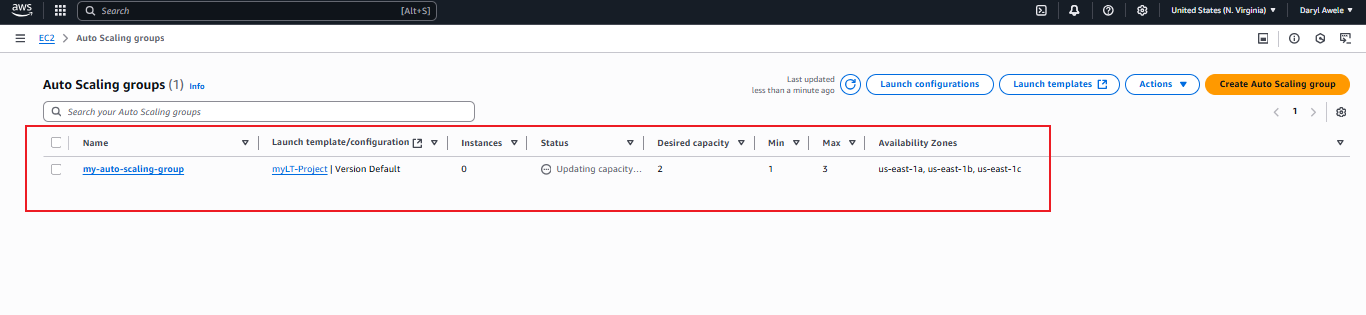 aws Search [Alt+S] United States (N. Virginia) Daryl Awele
EC2 Auto Scaling groups
Auto Scaling groups (1) Info Last updated less than a minute ago Launch configurations Launch templates Actions Create Auto Scaling group
Search your Auto Scaling groups 1
Name Launch template/configuration Instances Status Desired capacity Min Max Availability Zones
my-auto-scaling-group myLT-Project | Version Default 0 Updating capacity... 2 1 3 us-east-1a, us-east-1b, us-east-1c